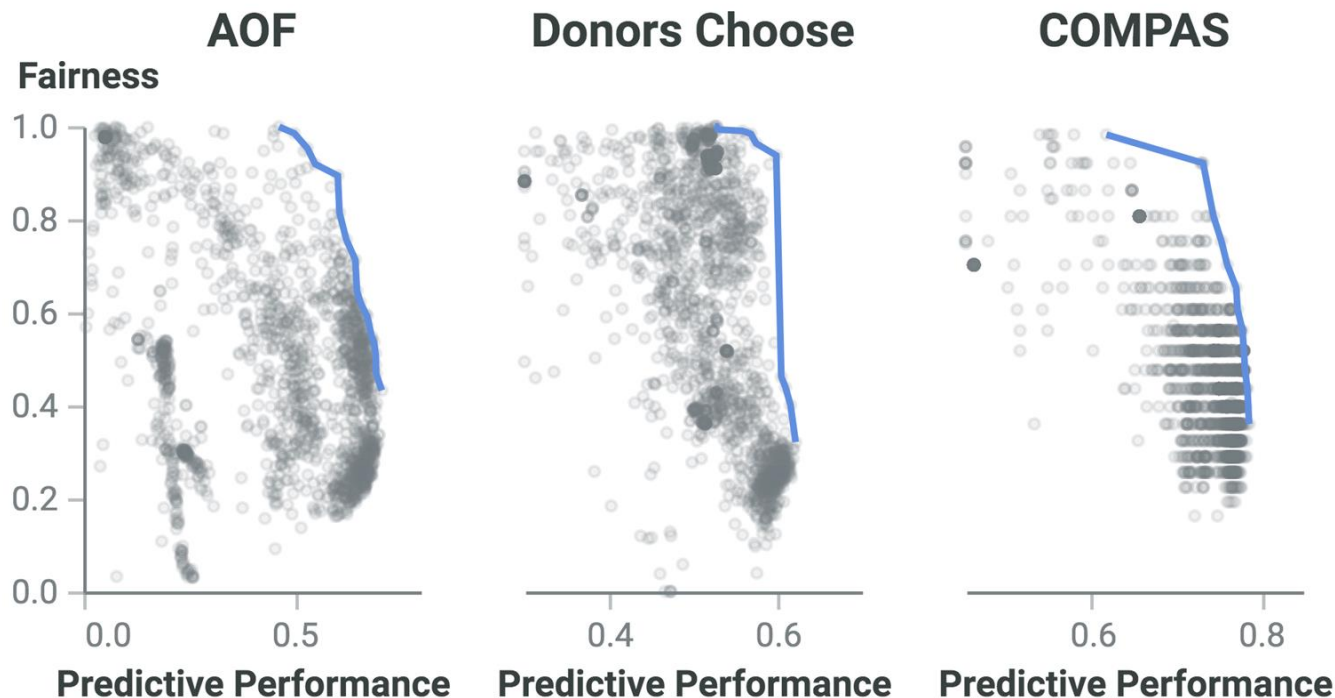 AOF Donors Choose COMPAS
Fairness
1.0
0.8
0.6
0.4
0.2
0.0
0.0 0.5 0.4 0.6 0.6 0.8
Predictive Performance Predictive Performance Predictive Performance